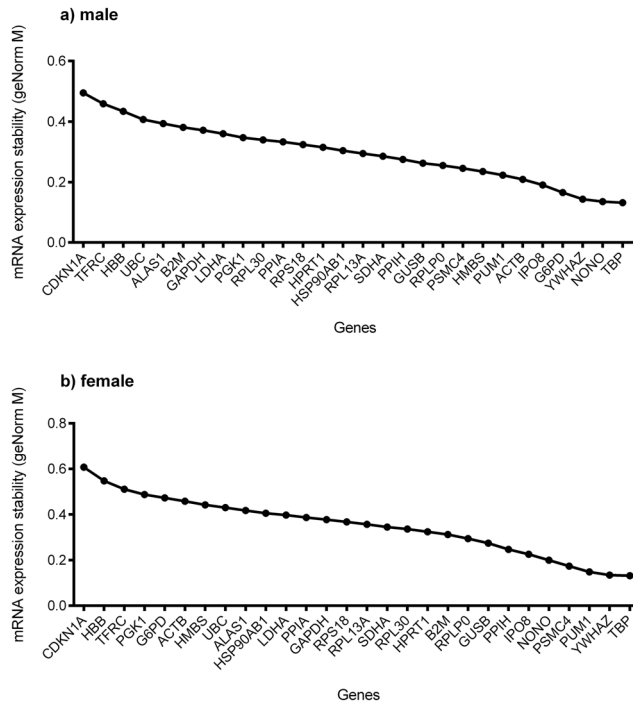 a) male
mRNA expression stability (geNorm M)
0.6
0.4
0.2
0.0
CDKN1A
TFRC
HBB
UBC
ALAS1
B2M
GAPDH
LDHA
PGK1
RPL30
PPIA
RPS18
HPRT1
HSP90AB1
RPL13A
SDHA
PPIH
GUSB
RPLP0
PSMC4
HMBS
PUM1
ACTB
IPO8
G6PD
YWHAZ
NONO
TBP
Genes
b) female
mRNA expression stability (geNorm M)
0.8
0.6
0.4
0.2
0.0
CDKN1A
HBB
TFRC
PGK1
G6PD
ACTB
HMBS
UBC
ALAS1
HSP90AB1
LDHA
PPIA
GAPDH
RPS18
RPL13A
SDHA
RPL30
HPRT1
B2M
RPLP0
GUSB
PPIH
IPO8
NONO
PSMC4
PUM1
YWHAZ
TBP
Genes